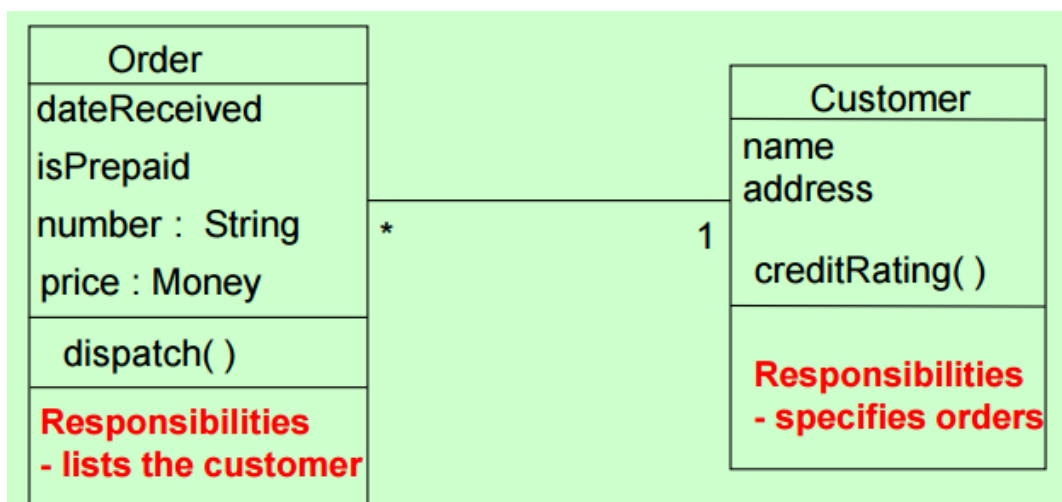 Order
dateReceived
isPrepaid
number : String
price : Money
dispatch( )
Responsibilities
- lists the customer
*
1
Customer
name
address
creditRating( )
Responsibilities
- specifies orders